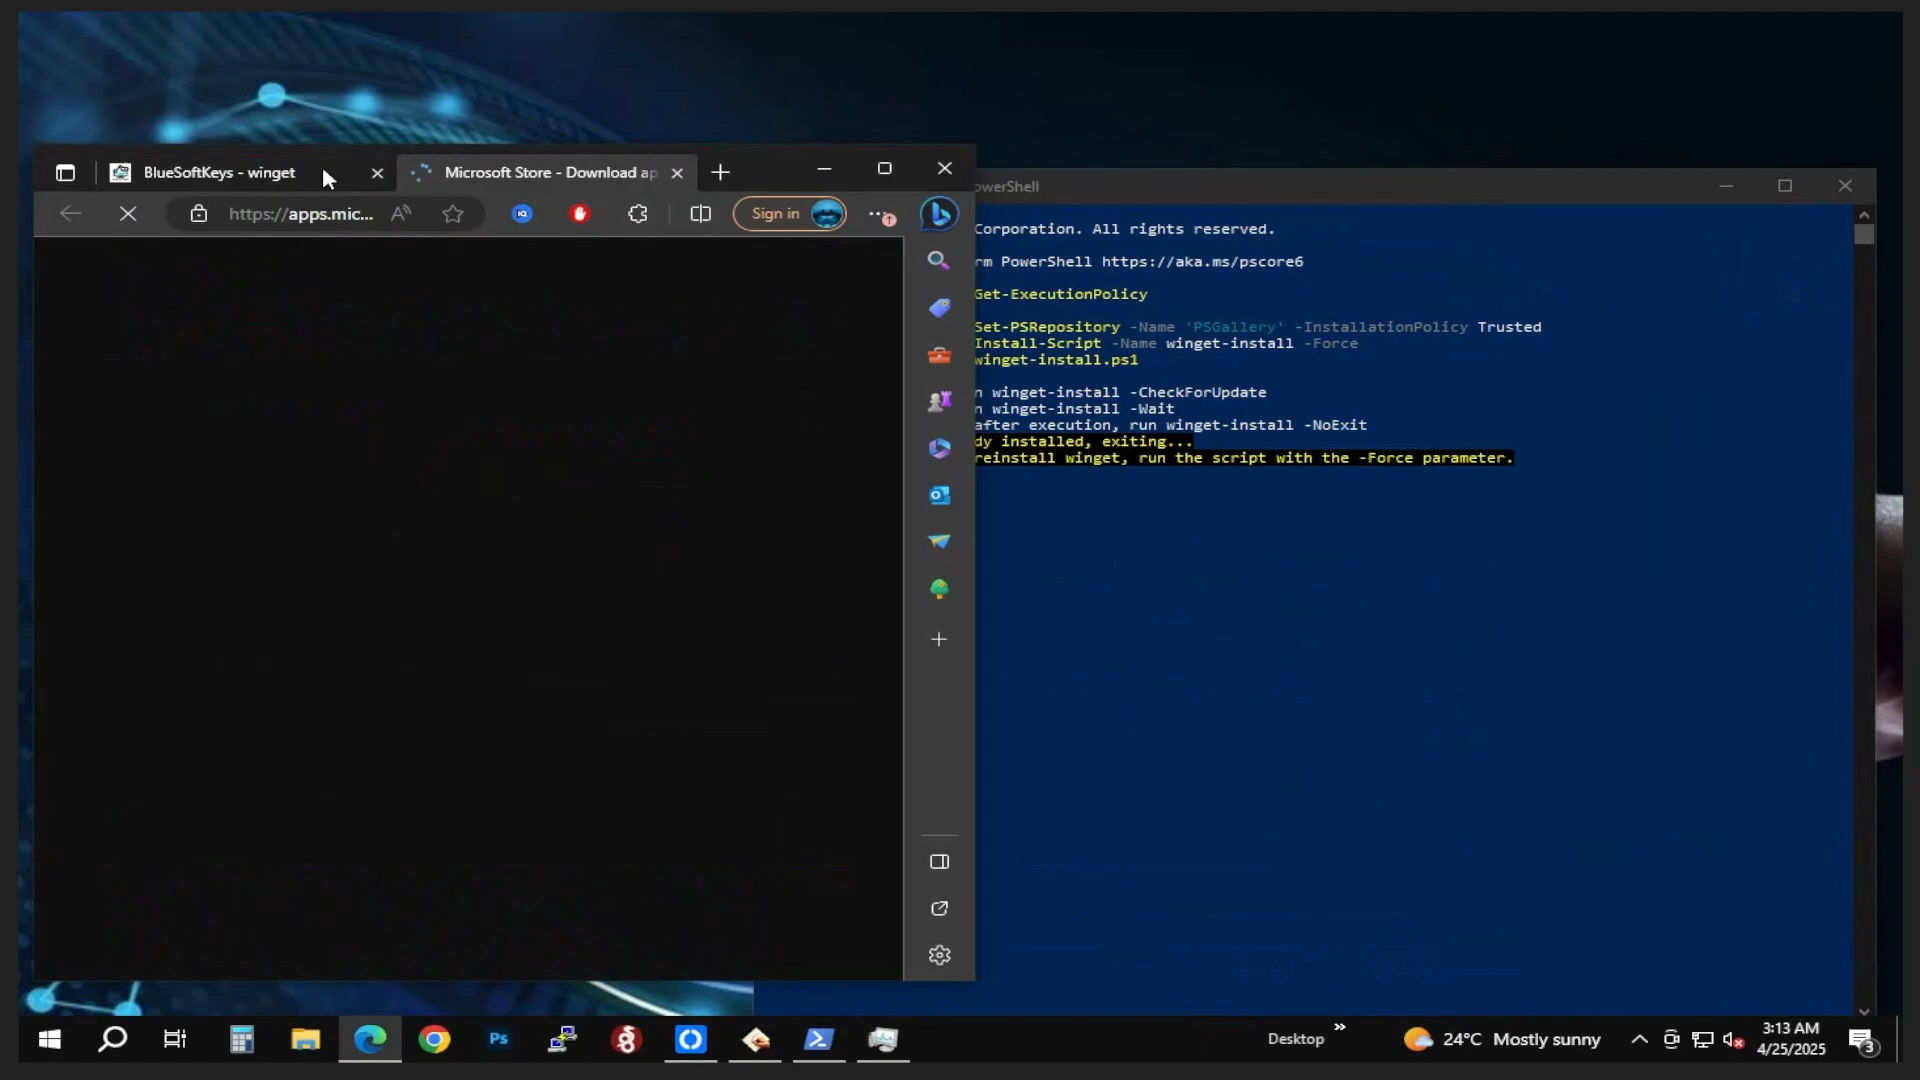 BlueSoftKeys - winget
Microsoft Store - Download ap
https://apps.mic...
Sign in
owerShell
Corporation. All rights reserved.
rm PowerShell https://aka.ms/pscore6
Get-ExecutionPolicy
Set-PSRepository -Name 'PSGallery' -InstallationPolicy Trusted
Install-Script -Name winget-install -Force
winget-install.ps1
n winget-install -CheckForUpdate
n winget-install -Wait
after execution, run winget-install -NoExit
dy installed, exiting...
reinstall winget, run the script with the -Force parameter.
Ps
Desktop
24°C Mostly sunny
3:13 AM
4/25/2025
3